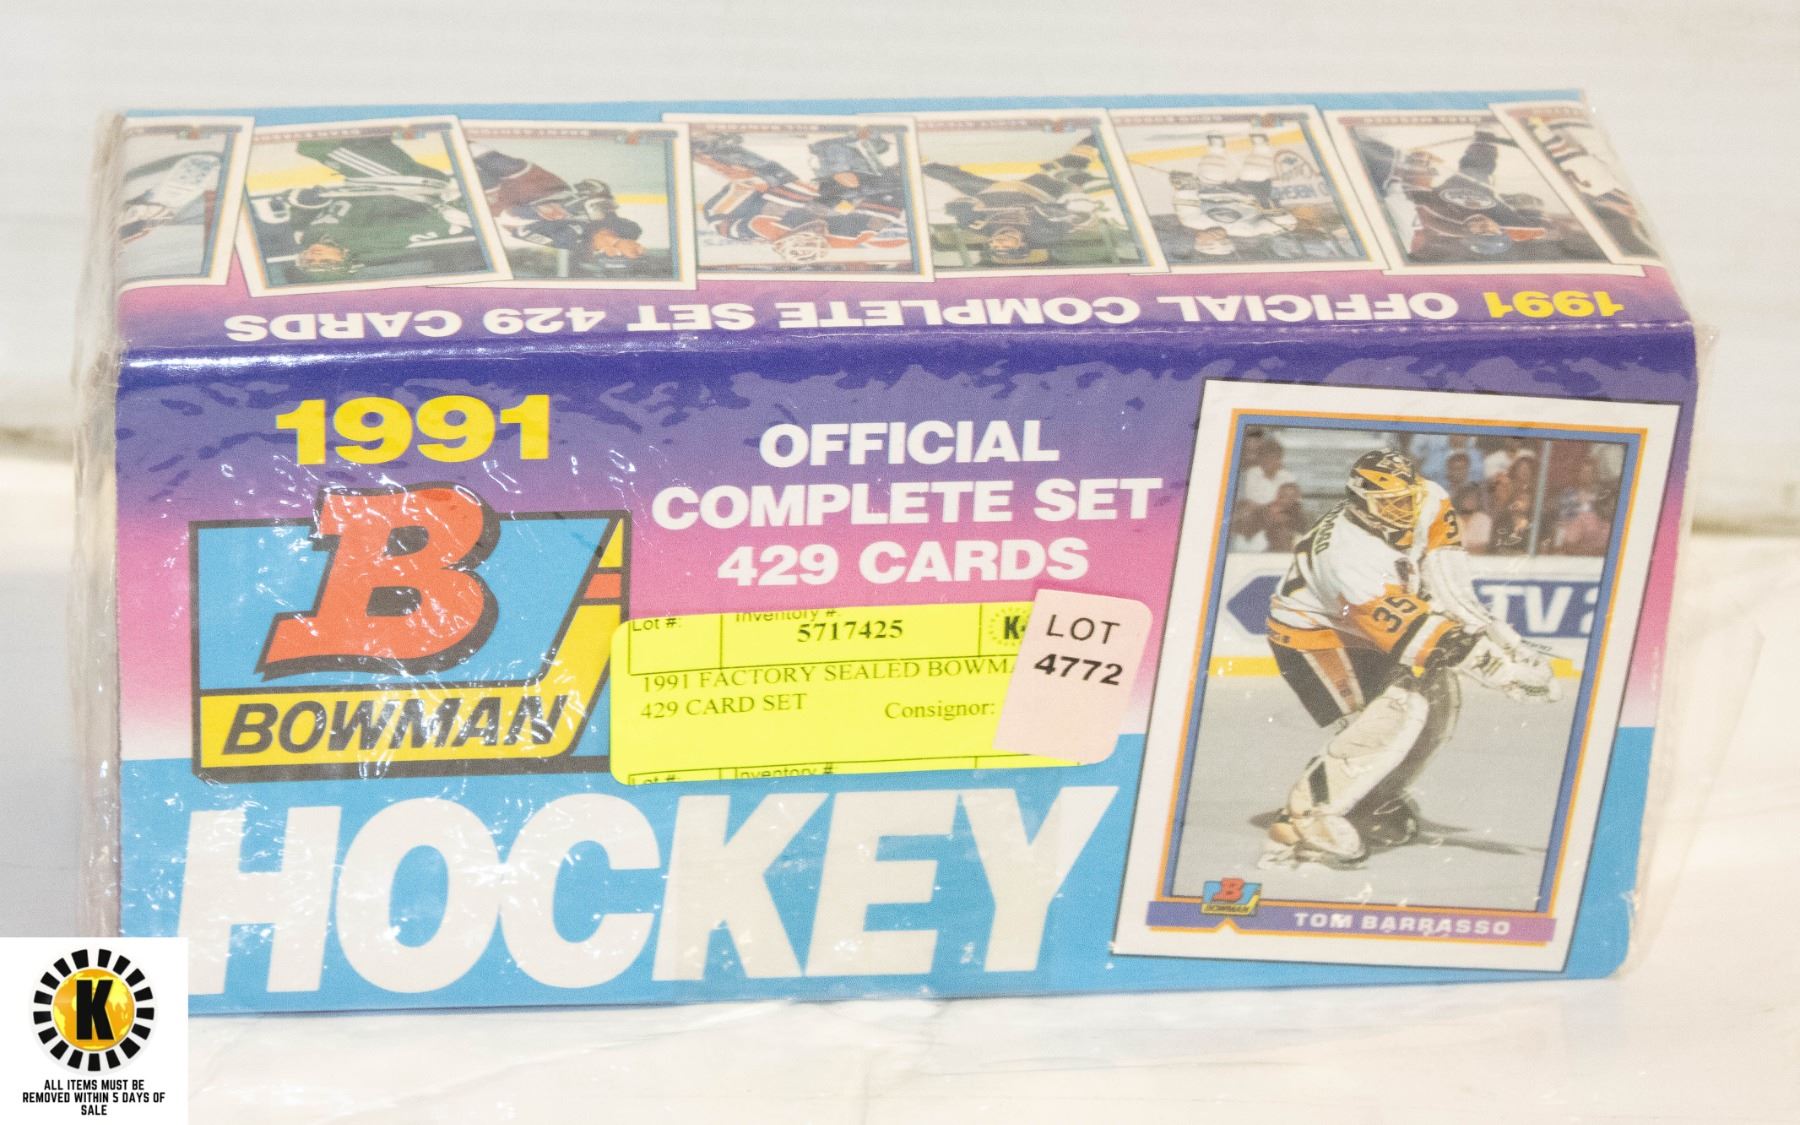 1991 OFFICIAL COMPLETE SET 429 CARDS
1991
B
BOWMAN
OFFICIAL
COMPLETE SET
429 CARDS
HOCKEY
Lot #: Inventory #:
5717425
K
1991 FACTORY SEALED BOWMA
429 CARD SET
Consignor:
Lot #: Inventory #:
LOT
4772
35
TV
B
BOWMAN
TOM BARRASSO
K
ALL ITEMS MUST BE
REMOVED WITHIN 5 DAYS OF
SALE